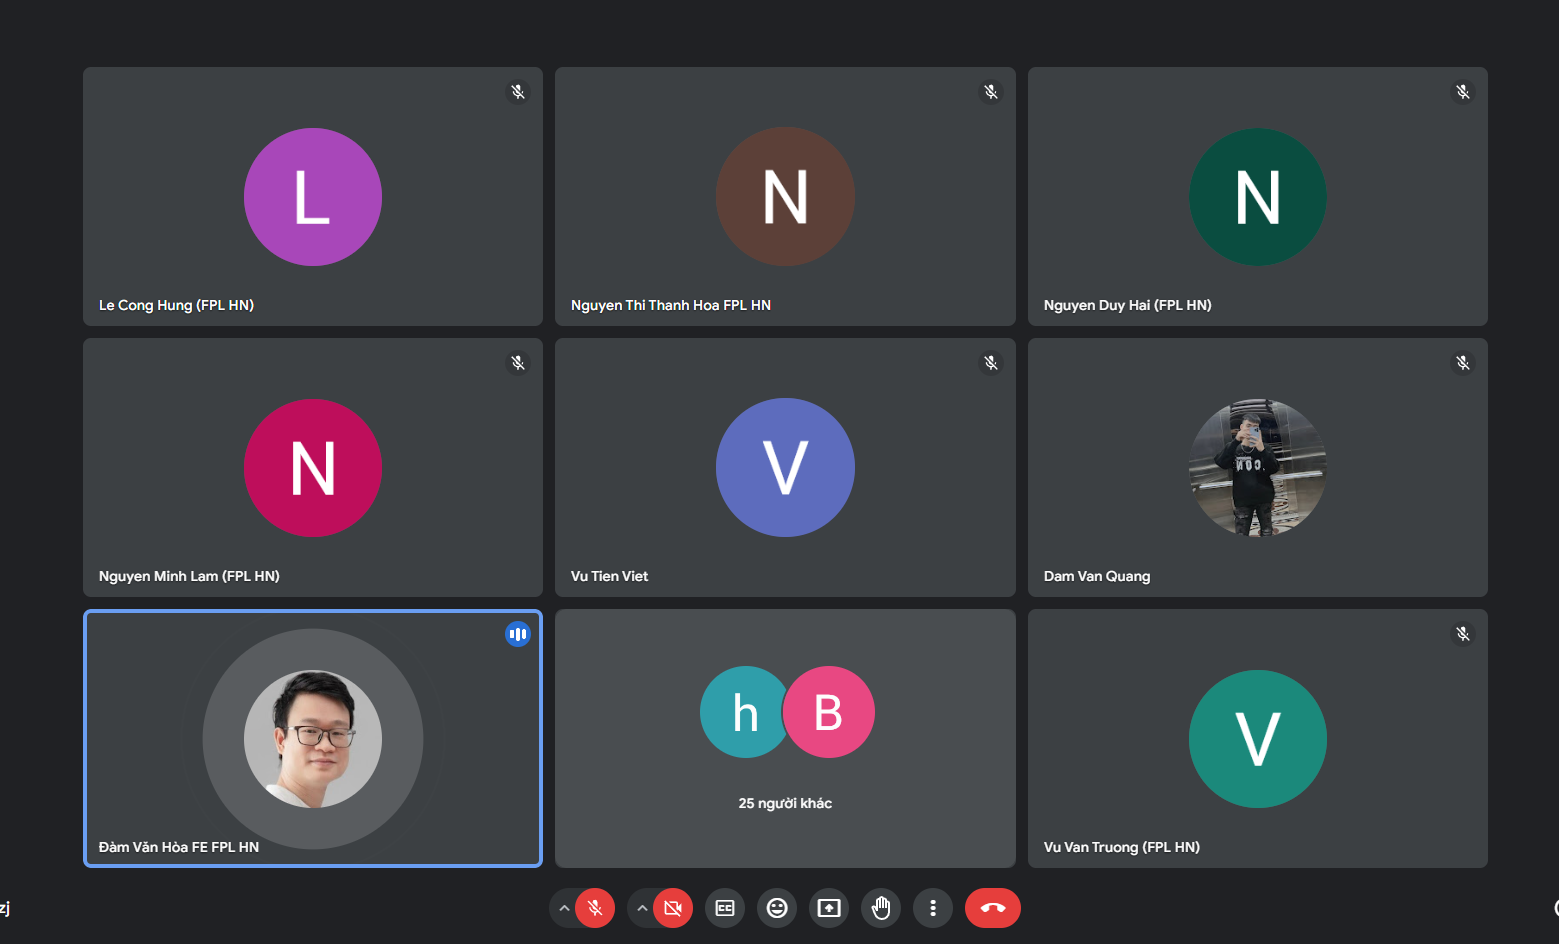 L
N
N
Le Cong Hung (FPL HN)
Nguyen Thi Thanh Hoa FPL HN
Nguyen Duy Hai (FPL HN)
N
V
Nguyen Minh Lam (FPL HN)
Vu Tien Viet
Dam Van Quang
h
B
V
25 người khác
Đàm Văn Hòa FE FPL HN
Vu Van Truong (FPL HN)
zj
CC